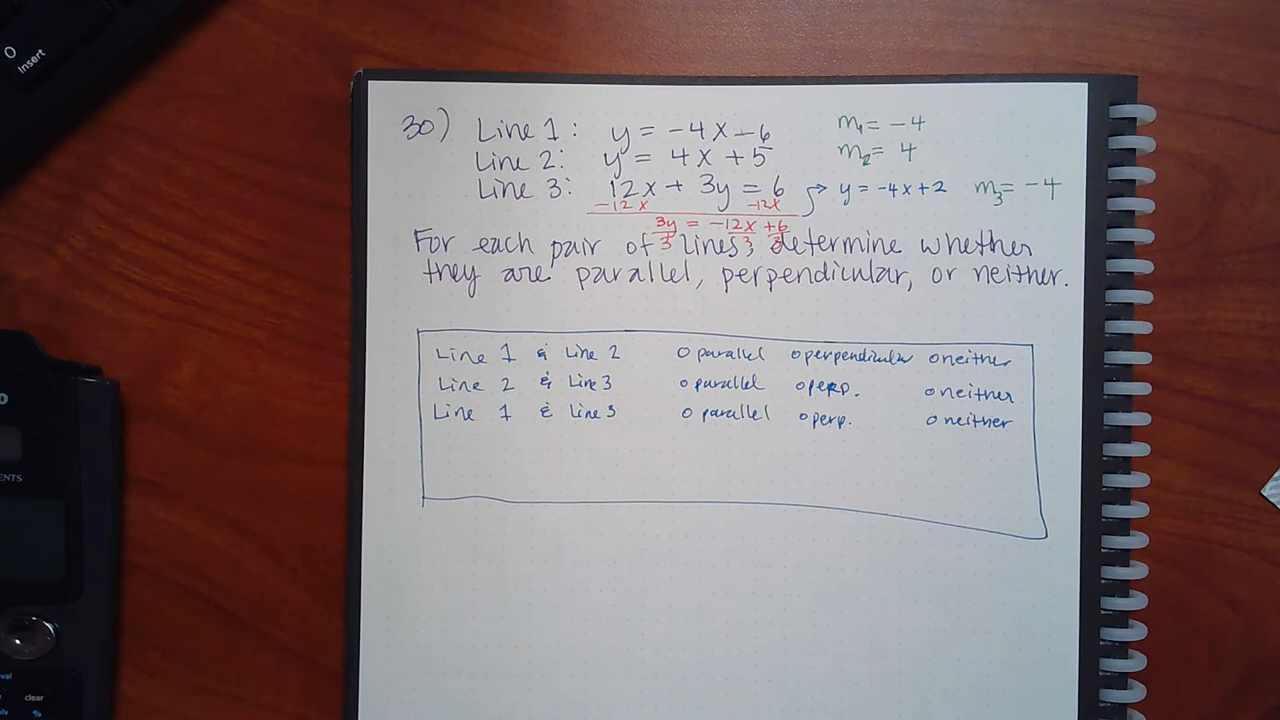 0
Insert
30) Line 1: y = -4x - 6 m₁ = -4
Line 2: y = 4x + 5 m₂ = 4
Line 3: 12x + 3y = 6 → y = -4x + 2 m₃ = -4
-12x -12x
3y = -12x + 6
3 3 3
For each pair of lines, determine whether
they are parallel, perpendicular, or neither.
Line 1 & Line 2 o parallel o perpendicular o neither
Line 2 & Line 3 o parallel o perp. o neither
Line 1 & Line 3 o parallel o perp. o neither
clear